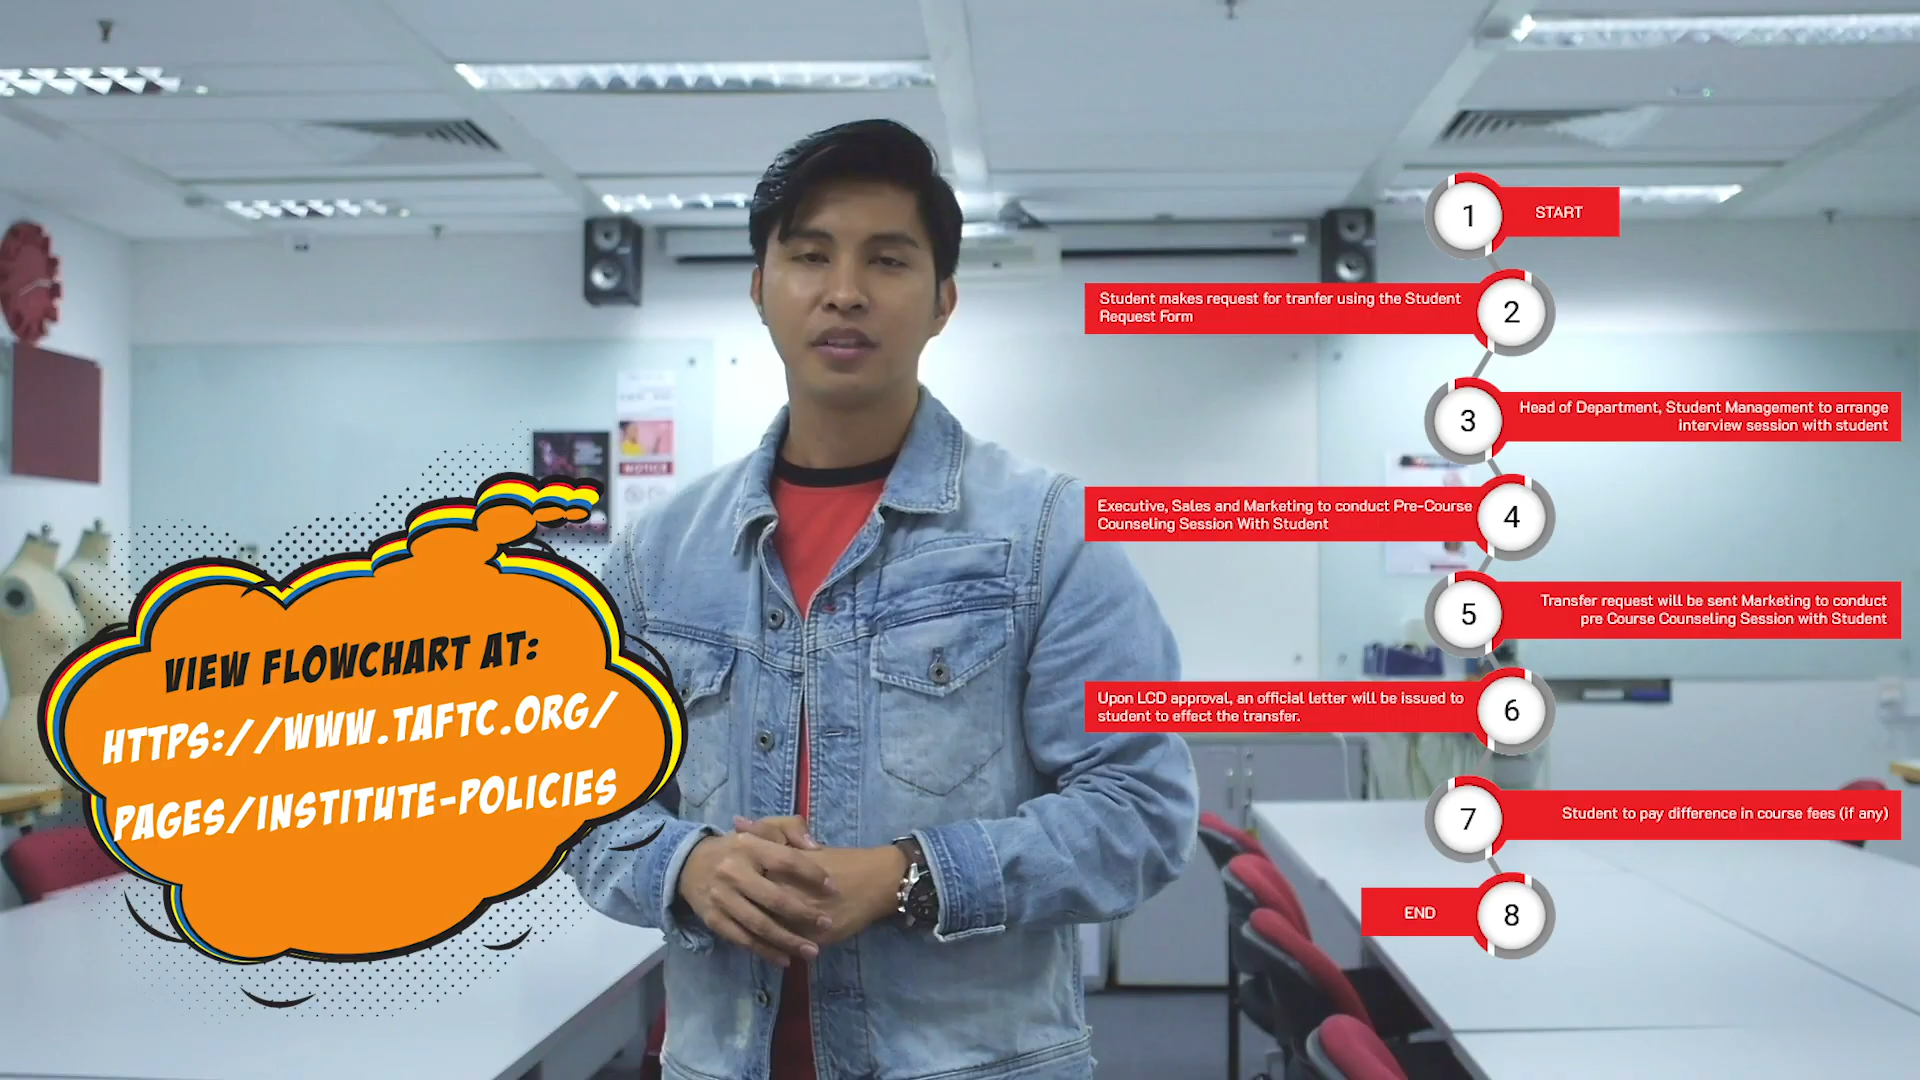 NOTICE
VIEW FLOWCHART AT:
HTTPS://WWW.TAFTC.ORG/
PAGES/INSTITUTE-POLICIES
1
START
Student makes request for tranfer using the Student
Request Form
2
3
Head of Department, Student Management to arrange
interview session with student
Executive, Sales and Marketing to conduct Pre-Course
Counseling Session With Student
4
5
Transfer request will be sent Marketing to conduct
pre Course Counseling Session with Student
Upon LCD approval, an official letter will be issued to
student to effect the transfer.
6
7
Student to pay difference in course fees (if any)
END
8